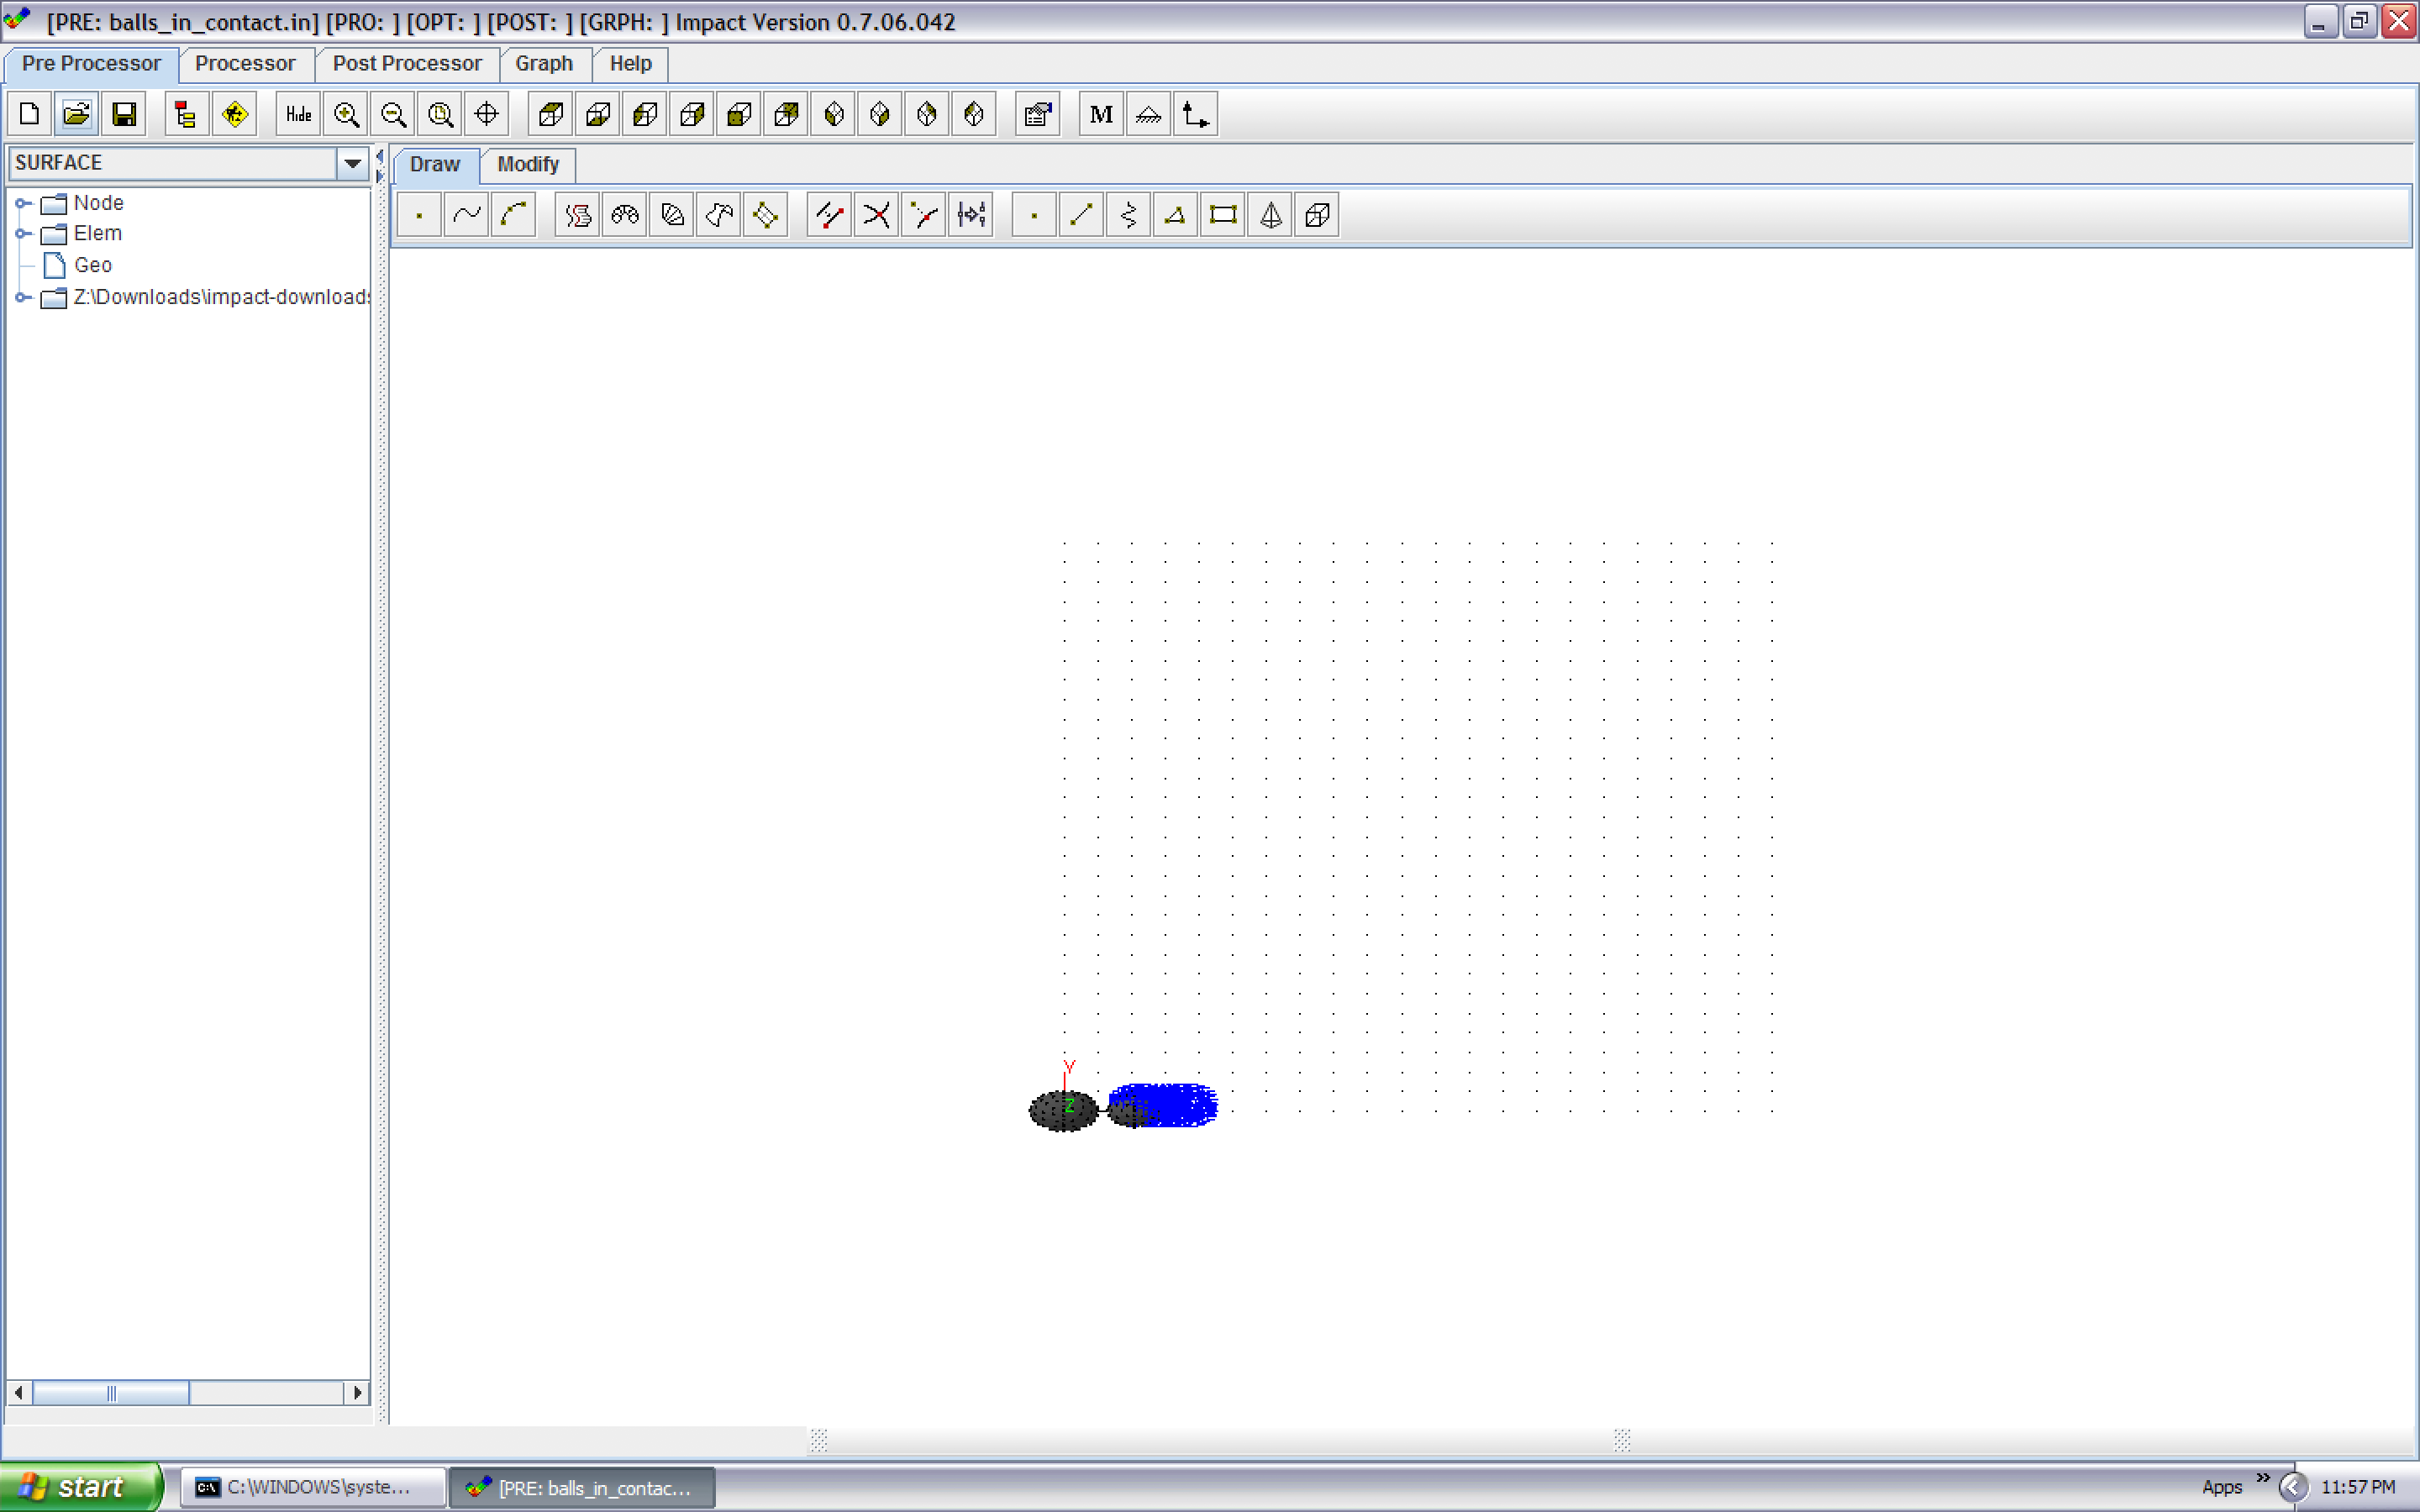 [PRE: balls_in_contact.in] [PRO: ] [OPT: ] [POST: ] [GRPH: ] Impact Version 0.7.06.042
Pre Processor Processor Post Processor Graph Help
Hide M
SURFACE
Draw Modify
Node
Elem
Geo
Z:\Downloads\impact-downloads
Y
Z
start C:\WINDOWS\syste... [PRE: balls_in_contac... Apps » 11:57 PM